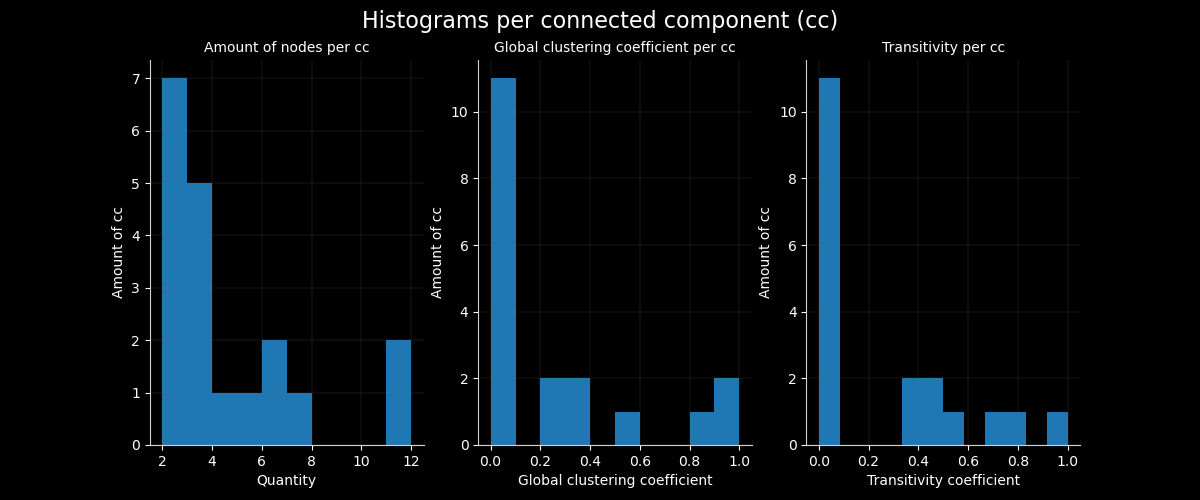 Histograms per connected component (cc)
Amount of nodes per cc
Amount of cc
7
6
5
4
3
2
1
0
2 4 6 8 10 12
Quantity
Global clustering coefficient per cc
Amount of cc
10
8
6
4
2
0
0.0 0.2 0.4 0.6 0.8 1.0
Global clustering coefficient
Transitivity per cc
Amount of cc
10
8
6
4
2
0
0.0 0.2 0.4 0.6 0.8 1.0
Transitivity coefficient